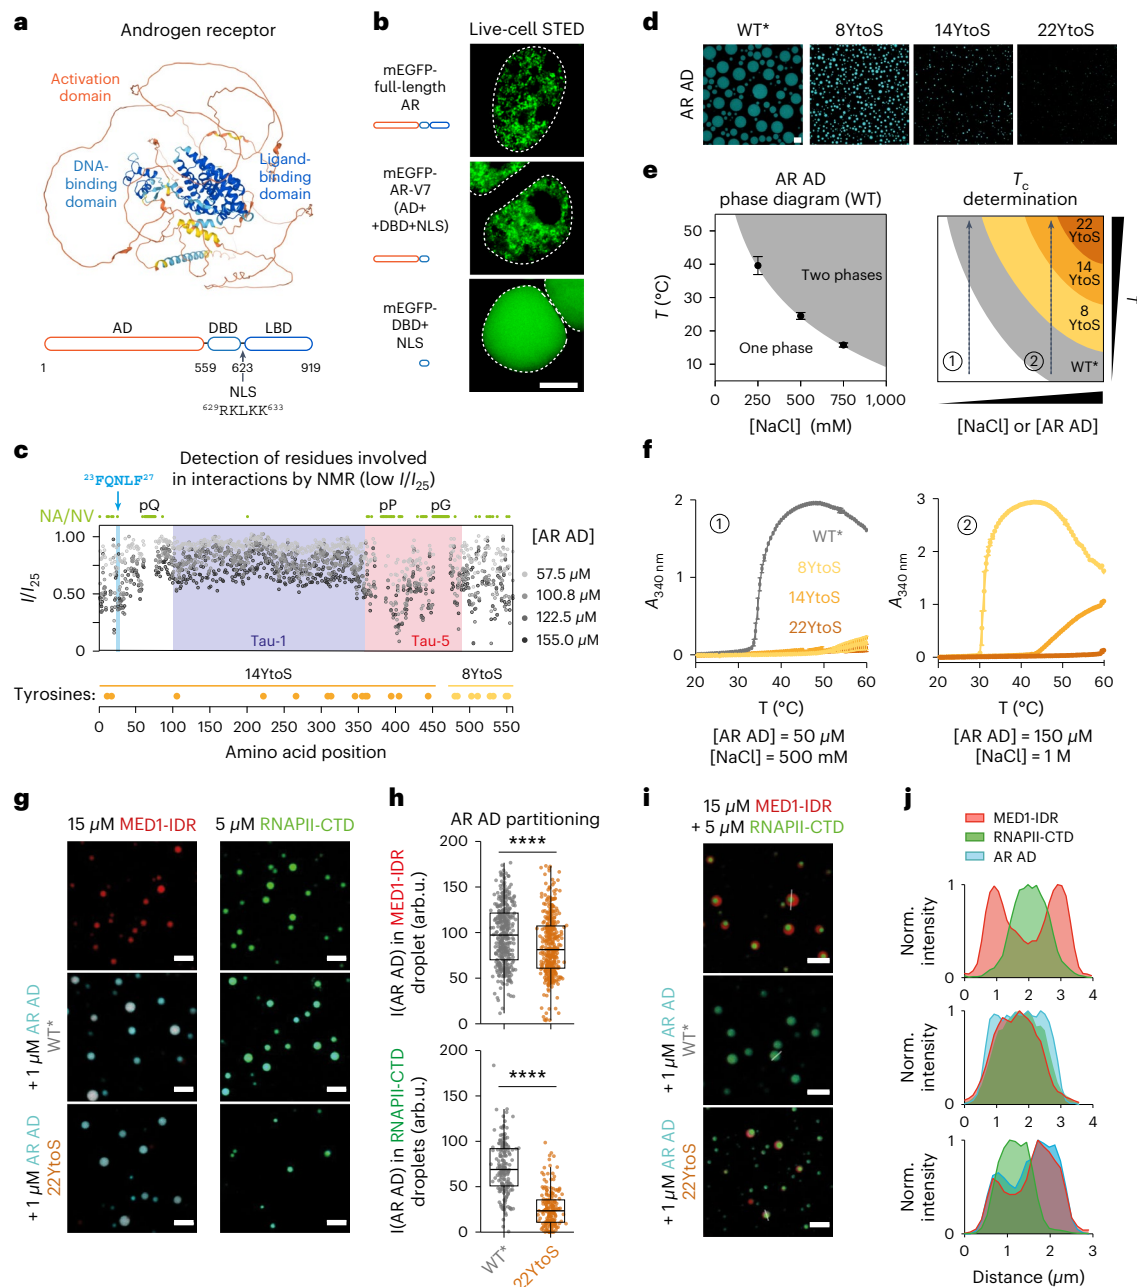 a
Androgen receptor
Activation
domain
DNA-
binding
domain
Ligand-
binding
domain
AD
DBD
LBD
1
559
623
919
NLS
⁶²⁹RKLKK⁶³³
b
Live-cell STED
mEGFP-
full-length
AR
mEGFP-
AR-V7
(AD+
+DBD+NLS)
mEGFP-
DBD+
NLS
c
Detection of residues involved
in interactions by NMR (low I/I₂₅)
²³FQNLF²⁷
NA/NV
pQ
pP
pG
1.00
0.50
0
I/I₂₅
Tau-1
Tau-5
[AR AD]
57.5 µM
100.8 µM
122.5 µM
155.0 µM
14YtoS
8YtoS
Tyrosines:
0 50 100 150 200 250 300 350 400 450 500 550
Amino acid position
d
WT*
8YtoS
14YtoS
22YtoS
AR AD
e
AR AD
phase diagram (WT)
50
40
30
20
10
T (°C)
Two phases
One phase
0 250 500 750 1,000
[NaCl] (mM)
Tc
determination
22
YtoS
14
YtoS
8
YtoS
WT*
1
2
T
[NaCl] or [AR AD]
f
2
1
0
A340 nm
1
WT*
8YtoS
14YtoS
22YtoS
20 30 40 50 60
T (°C)
[AR AD] = 50 µM
[NaCl] = 500 mM
3
2
1
0
A340 nm
2
20 30 40 50 60
T (°C)
[AR AD] = 150 µM
[NaCl] = 1 M
g
15 µM MED1-IDR
5 µM RNAPII-CTD
+ 1 µM AR AD
WT*
+ 1 µM AR AD
22YtoS
h
AR AD partitioning
200
150
100
50
0
I(AR AD) in MED1-IDR
droplet (arb.u.)
****
200
150
100
50
0
I(AR AD) in RNAPII-CTD
droplets (arb.u.)
****
WT*
22YtoS
i
15 µM MED1-IDR
+ 5 µM RNAPII-CTD
+ 1 µM AR AD
WT*
+ 1 µM AR AD
22YtoS
j
MED1-IDR
RNAPII-CTD
AR AD
Norm.
intensity
1
0
0 1 2 3 4
Norm.
intensity
1
0
0 1 2 3 4
Norm.
intensity
1
0
0 1 2 3
Distance (µm)